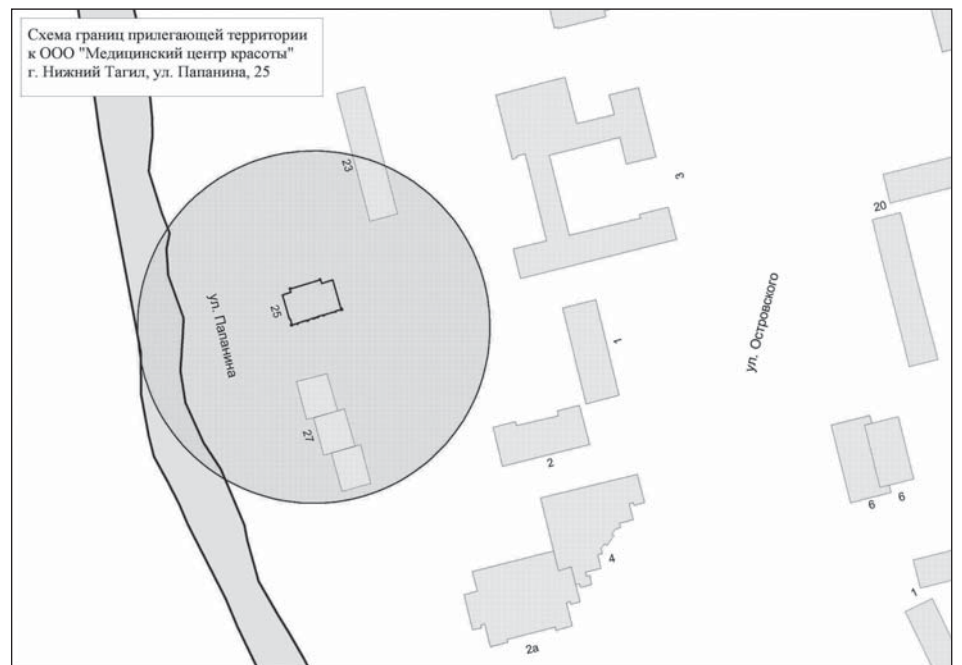 Схема границ прилегающей территории
к ООО "Медицинский центр красоты"
г. Нижний Тагил, ул. Папанина, 25
23
3
20
25
ул. Папанина
ул. Островского
1
27
2
6
6
4
1
2а